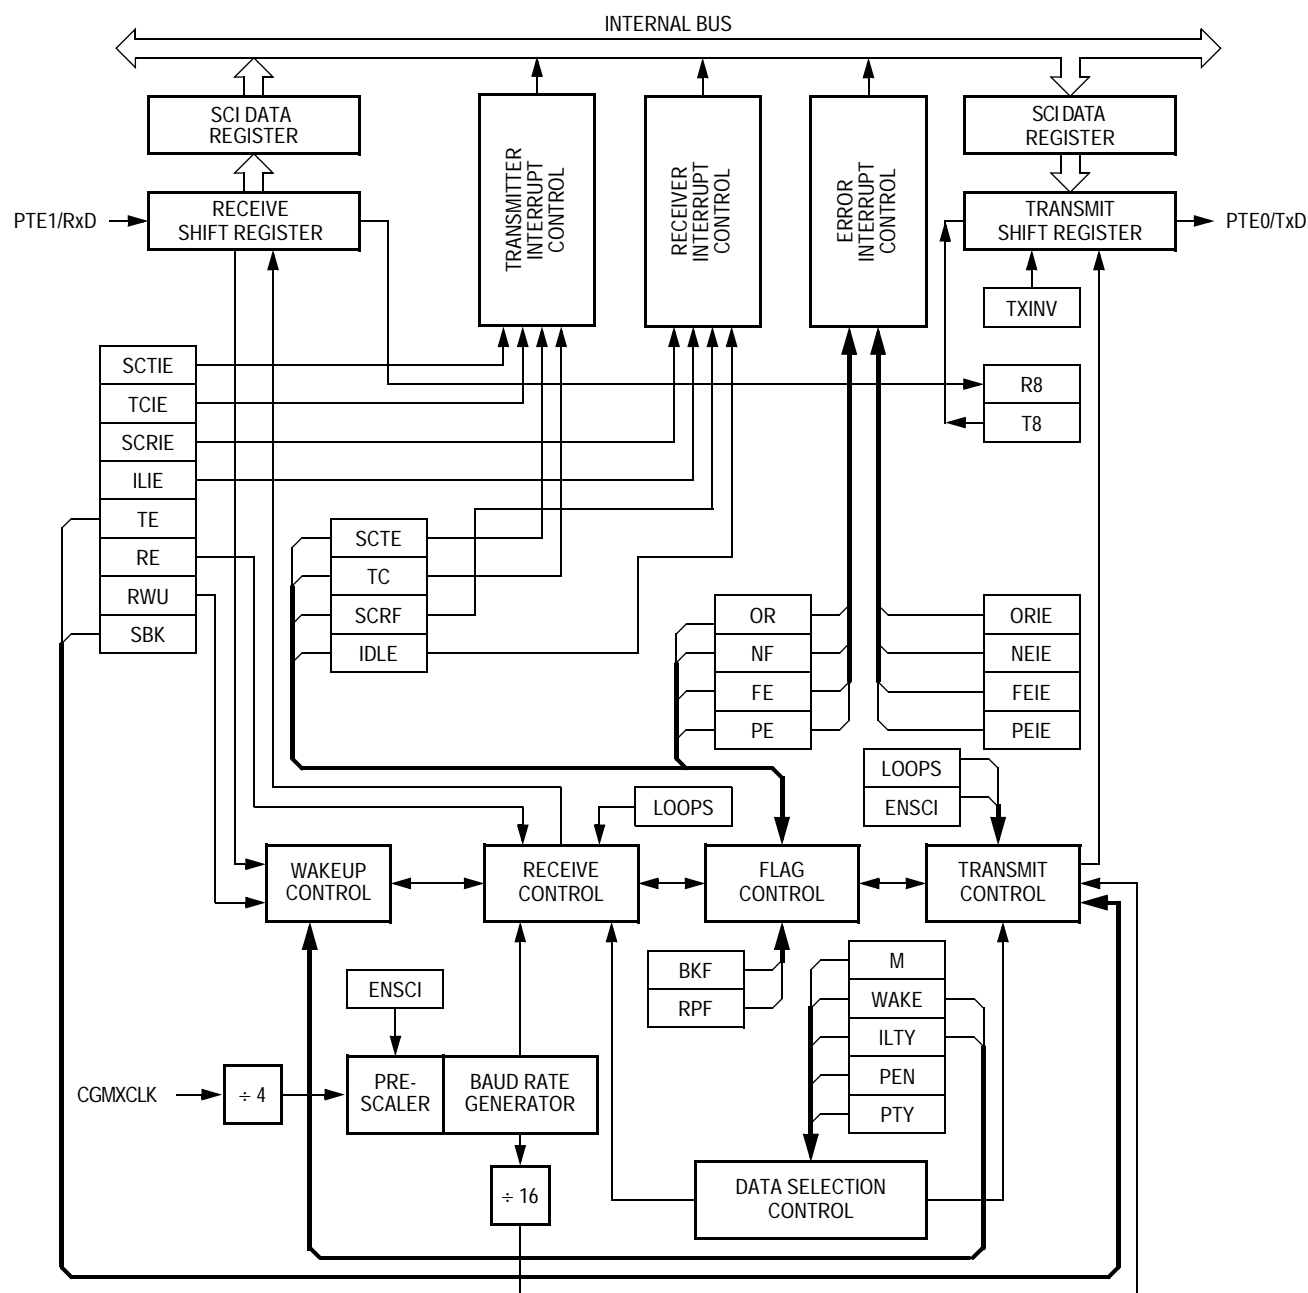 INTERNAL BUS
SCI DATA
REGISTER
SCI DATA
REGISTER
TRANSMITTER
INTERRUPT
CONTROL
RECEIVER
INTERRUPT
CONTROL
ERROR
INTERRUPT
CONTROL
PTE1/RxD
RECEIVE
SHIFT REGISTER
TRANSMIT
SHIFT REGISTER
PTE0/TxD
TXINV
SCTIE
TCIE
SCRIE
ILIE
TE
RE
RWU
SBK
R8
T8
SCTE
TC
SCRF
IDLE
OR
NF
FE
PE
ORIE
NEIE
FEIE
PEIE
LOOPS
LOOPS
ENSCI
WAKEUP
CONTROL
RECEIVE
CONTROL
FLAG
CONTROL
TRANSMIT
CONTROL
BKF
RPF
M
WAKE
ILTY
PEN
PTY
ENSCI
CGMXCLK
÷ 4
PRE-
SCALER
BAUD RATE
GENERATOR
÷ 16
DATA SELECTION
CONTROL